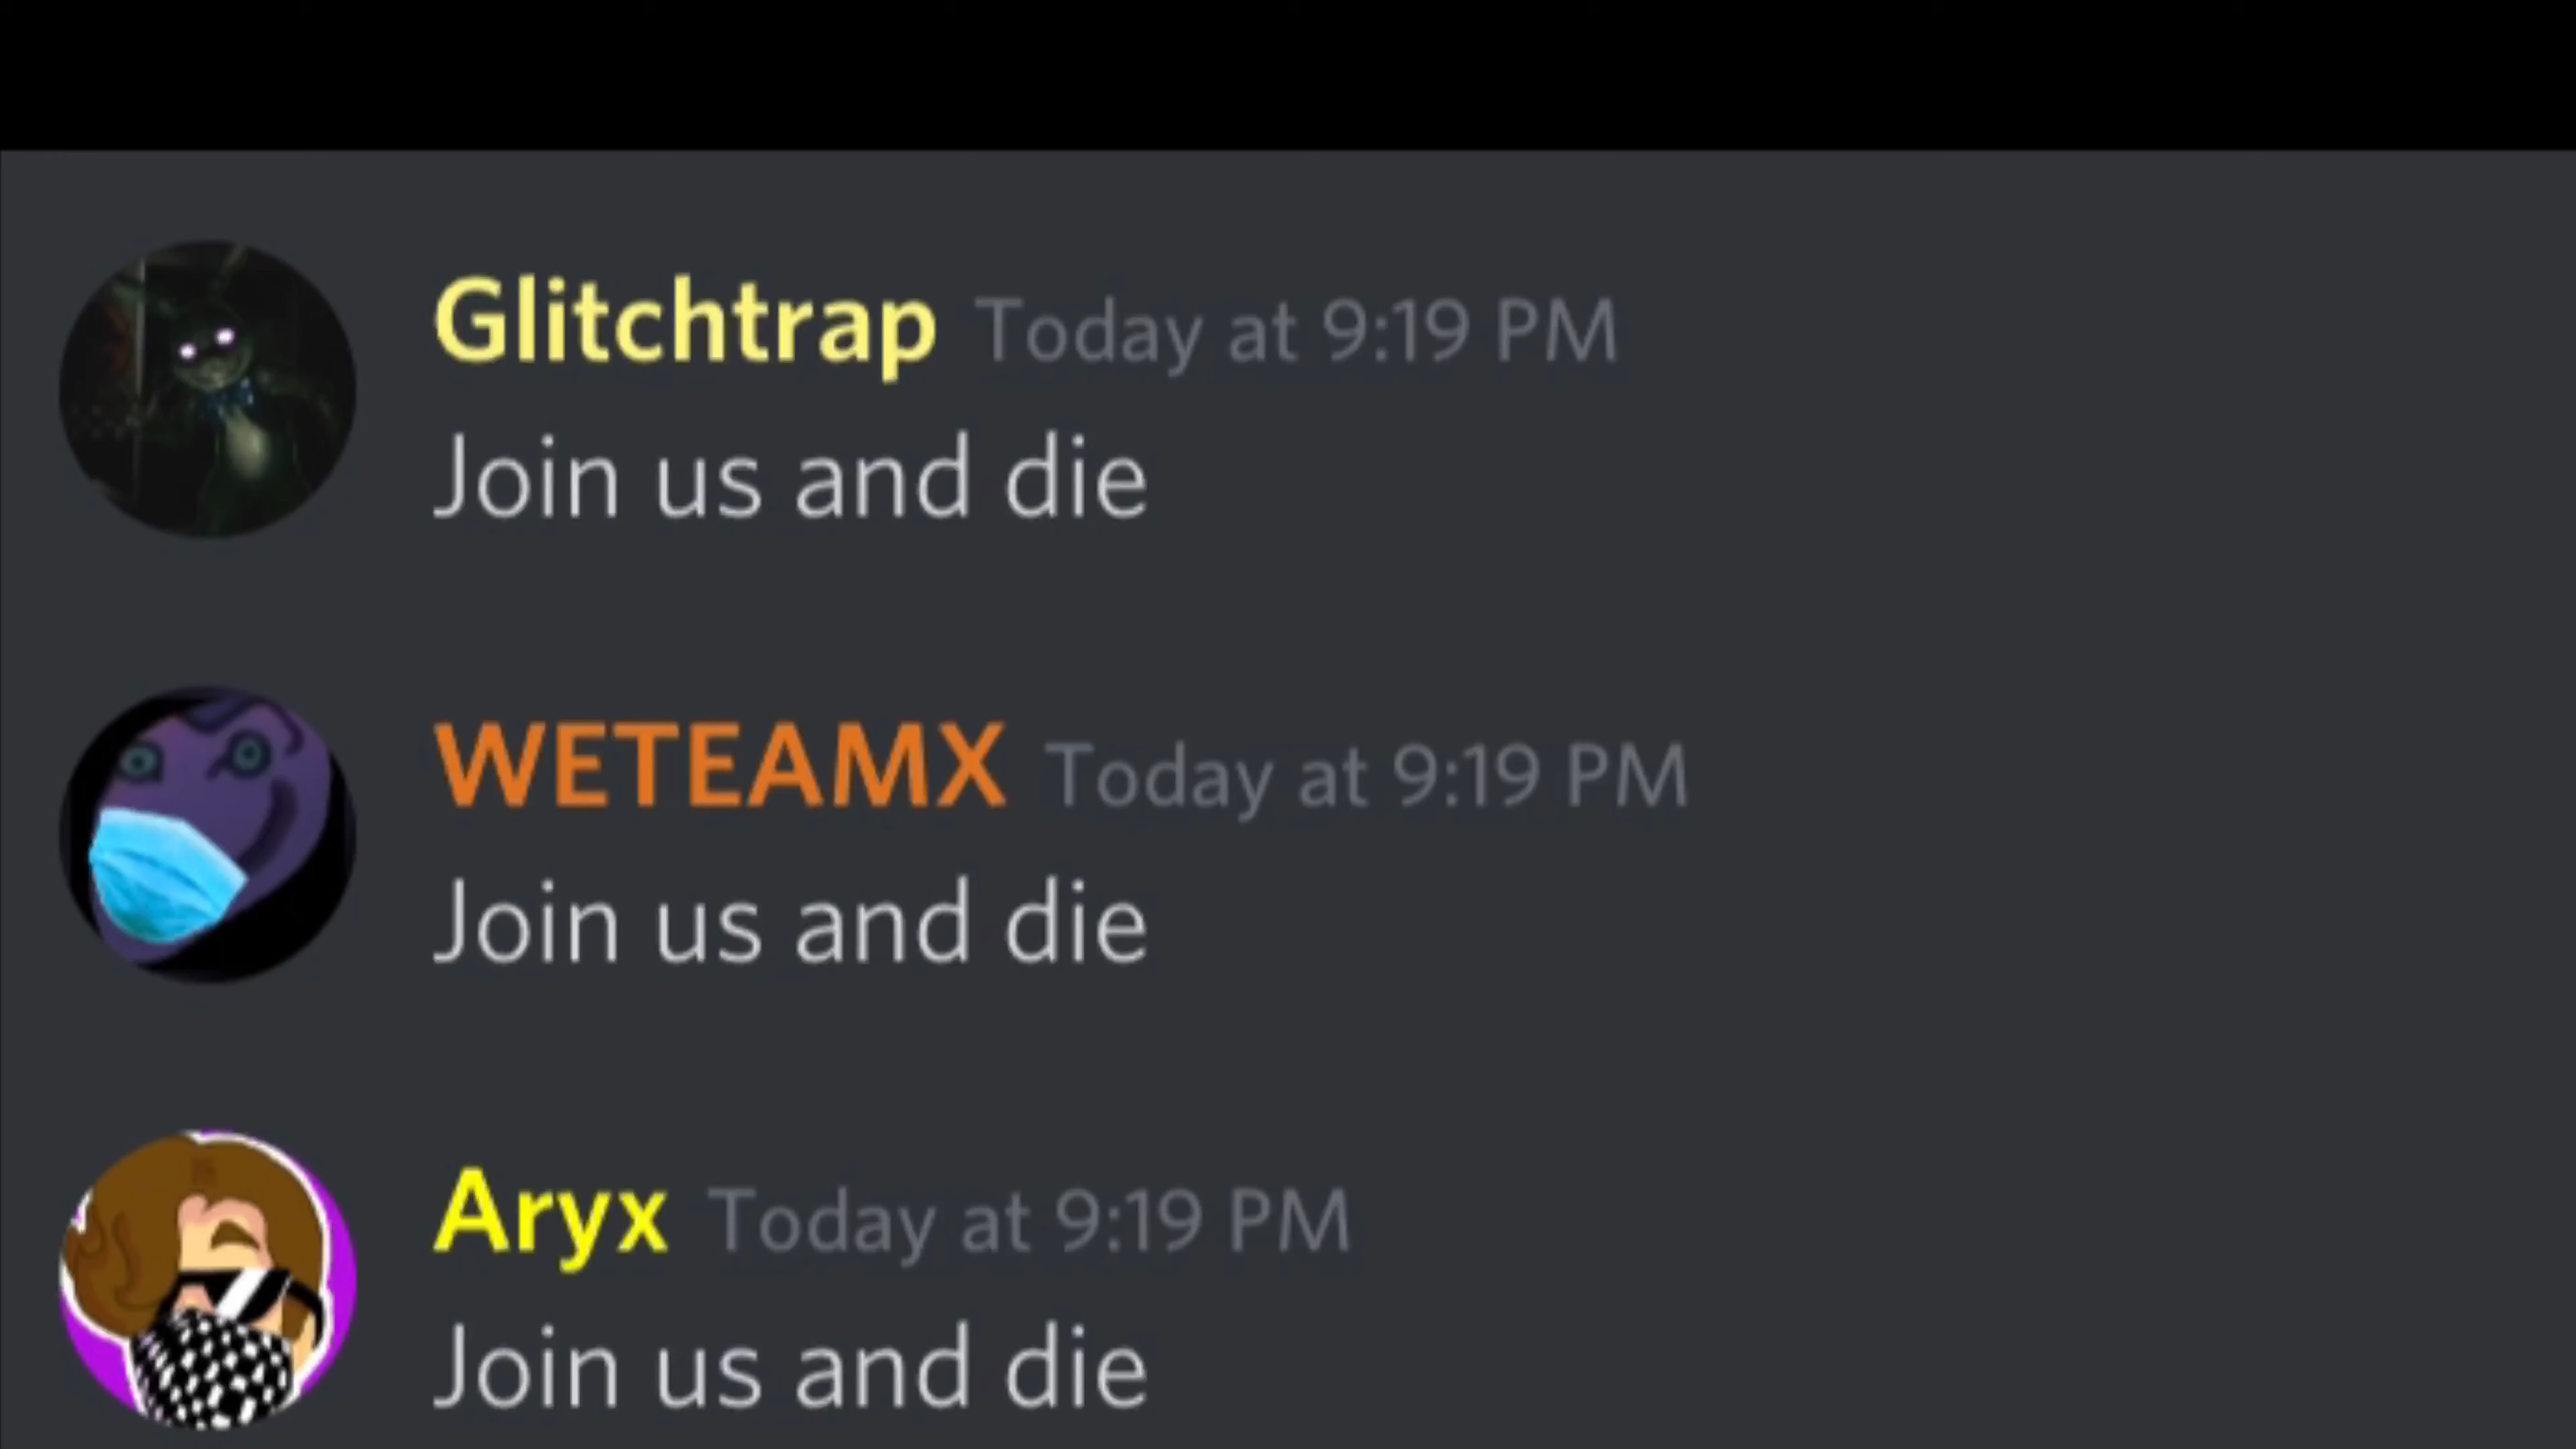 Glitchtrap Today at 9:19 PM
Join us and die
WETEAMX Today at 9:19 PM
Join us and die
Aryx Today at 9:19 PM
Join us and die